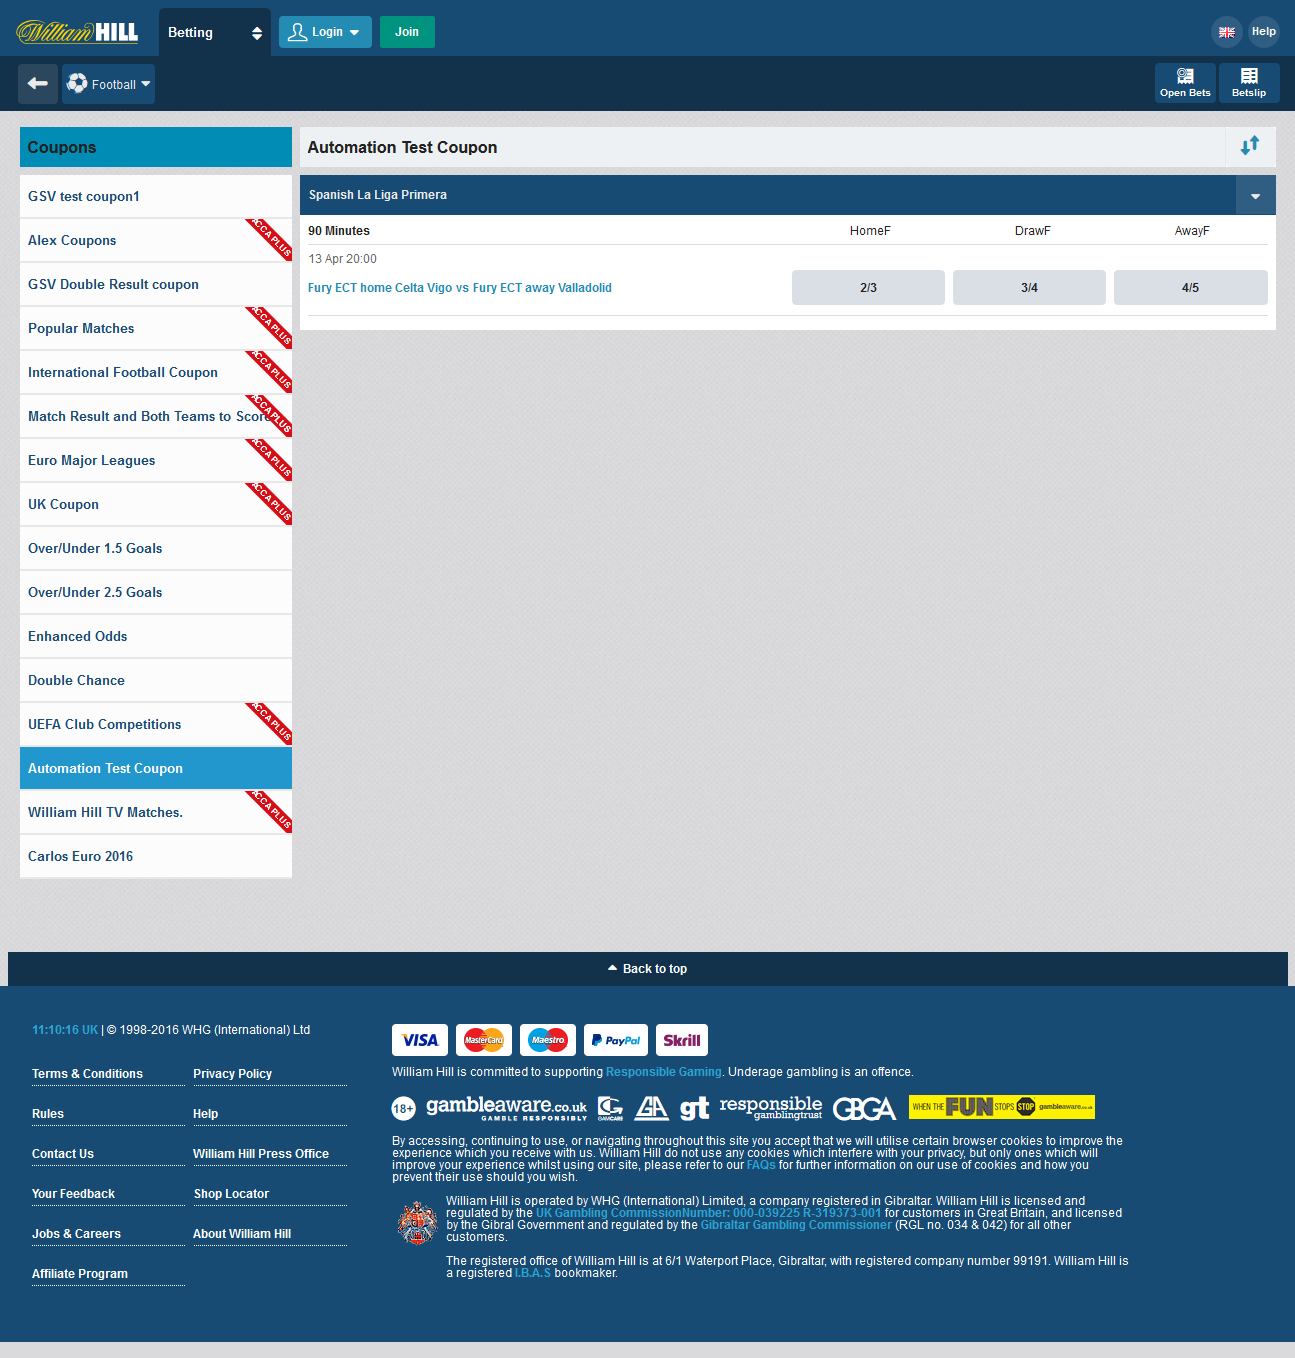 William HILL
Betting
Login
Join
Help
Football
Open Bets
Betslip
Coupons
GSV test coupon1
Alex Coupons
ACCA PLUS
GSV Double Result coupon
Popular Matches
ACCA PLUS
International Football Coupon
ACCA PLUS
Match Result and Both Teams to Score
ACCA PLUS
Euro Major Leagues
ACCA PLUS
UK Coupon
ACCA PLUS
Over/Under 1.5 Goals
Over/Under 2.5 Goals
Enhanced Odds
Double Chance
UEFA Club Competitions
ACCA PLUS
Automation Test Coupon
William Hill TV Matches.
ACCA PLUS
Carlos Euro 2016
Automation Test Coupon
Spanish La Liga Primera
90 Minutes HomeF DrawF AwayF
13 Apr 20:00
Fury ECT home Celta Vigo vs Fury ECT away Valladolid 2/3 3/4 4/5
Back to top
11:10:16 UK | © 1998-2016 WHG (International) Ltd
Terms & Conditions Privacy Policy
Rules Help
Contact Us William Hill Press Office
Your Feedback Shop Locator
Jobs & Careers About William Hill
Affiliate Program
VISA MasterCard Maestro PayPal Skrill
William Hill is committed to supporting Responsible Gaming. Underage gambling is an offence.
18+ gambleaware.co.uk GAMBLE RESPONSIBLY GAMCARE GA gt responsible gamblingtrust GBGA WHEN THE FUN STOPS STOP gambleaware.co.uk
By accessing, continuing to use, or navigating throughout this site you accept that we will utilise certain browser cookies to improve the
experience which you receive with us. William Hill do not use any cookies which interfere with your privacy, but only ones which will
improve your experience whilst using our site, please refer to our FAQs for further information on our use of cookies and how you
prevent their use should you wish.
William Hill is operated by WHG (International) Limited, a company registered in Gibraltar. William Hill is licensed and
regulated by the UK Gambling CommissionNumber: 000-039225 R-319373-001 for customers in Great Britain, and licensed
by the Gibral Government and regulated by the Gibraltar Gambling Commissioner (RGL no. 034 & 042) for all other
customers.
The registered office of William Hill is at 6/1 Waterport Place, Gibraltar, with registered company number 99191. William Hill is
a registered I.B.A.S bookmaker.